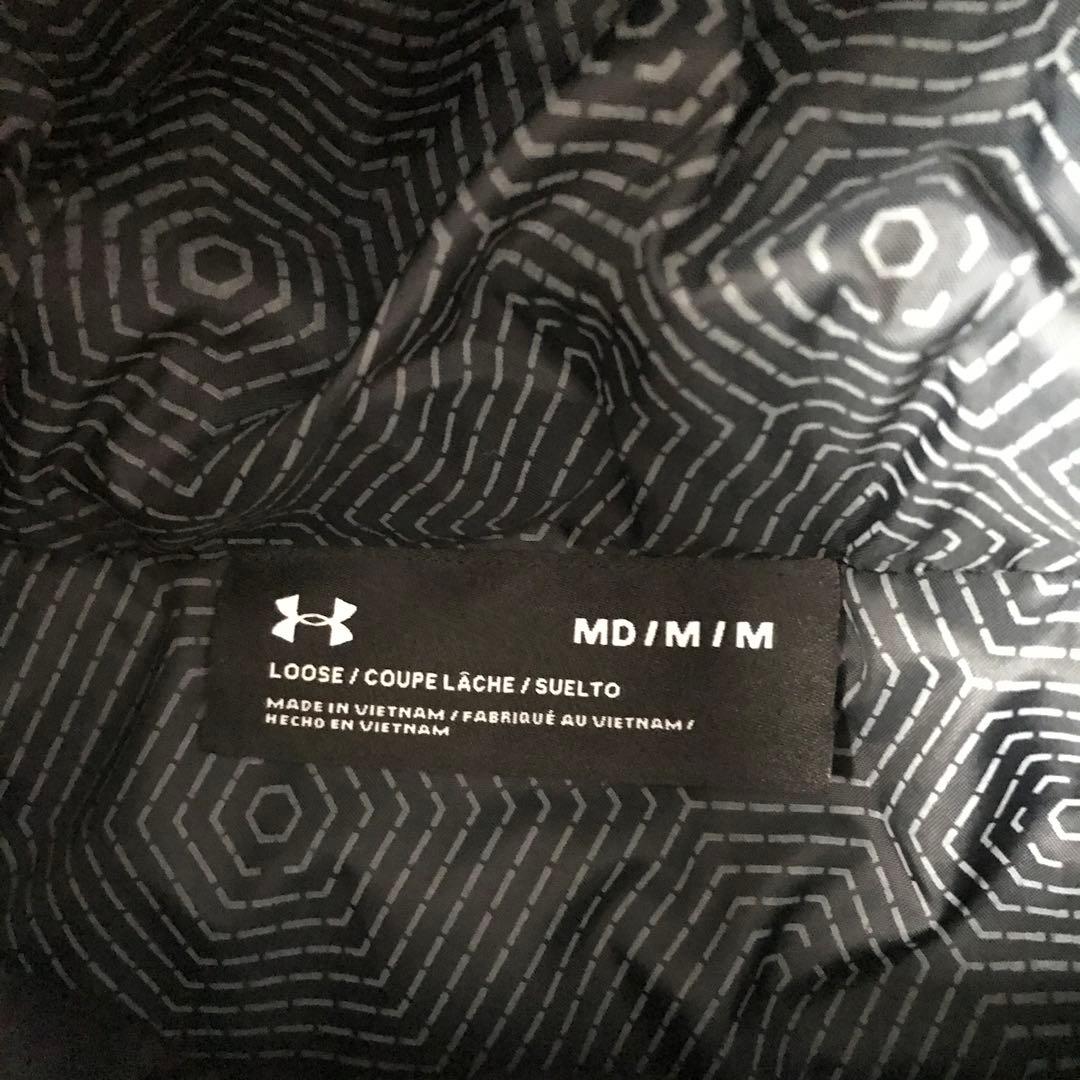 MD / M / M
LOOSE / COUPE LÂCHE / SUELTO
MADE IN VIETNAM / FABRIQUÉ AU VIETNAM /
HECHO EN VIETNAM